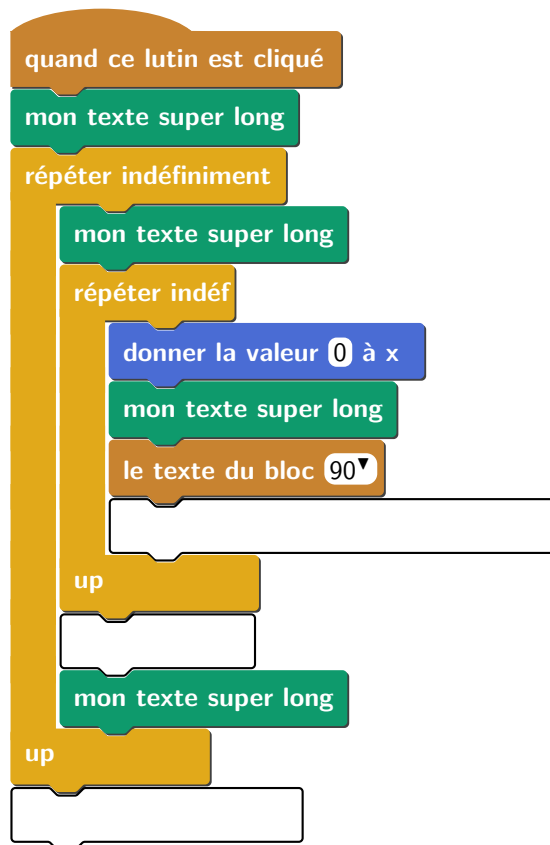 quand ce lutin est cliqué
mon texte super long
répéter indéfiniment
mon texte super long
répéter indéf
donner la valeur 0 à x
mon texte super long
le texte du bloc 90▼
up
mon texte super long
up